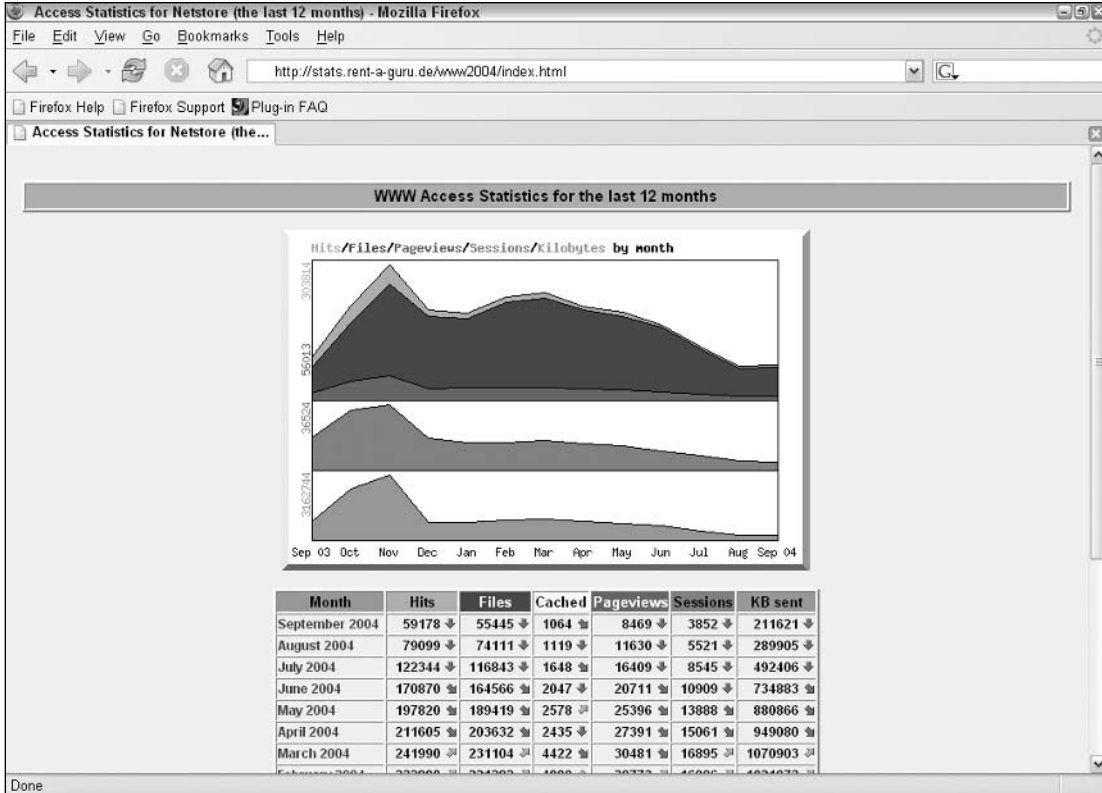 Access Statistics for Netstore (the last 12 months) - Mozilla Firefox
File Edit View Go Bookmarks Tools Help
http://stats.rent-a-guru.de/www2004/index.html
G
Firefox Help Firefox Support Plug-in FAQ
Access Statistics for Netstore (the...
WWW Access Statistics for the last 12 months
Hits/Files/Pageviews/Sessions/Kilobytes by month
303814
56013
36524
3162744
Sep 03 Oct Nov Dec Jan Feb Mar Apr May Jun Jul Aug Sep 04
Month Hits Files Cached Pageviews Sessions KB sent
September 2004 59178 55445 1064 8469 3852 211621
August 2004 79099 74111 1119 11630 5521 289905
July 2004 122344 116843 1648 16409 8545 492406
June 2004 170870 164566 2047 20711 10909 734883
May 2004 197820 189419 2578 25396 13888 880866
April 2004 211605 203632 2435 27391 15061 949080
March 2004 241990 231104 4422 30481 16895 1070903
Done